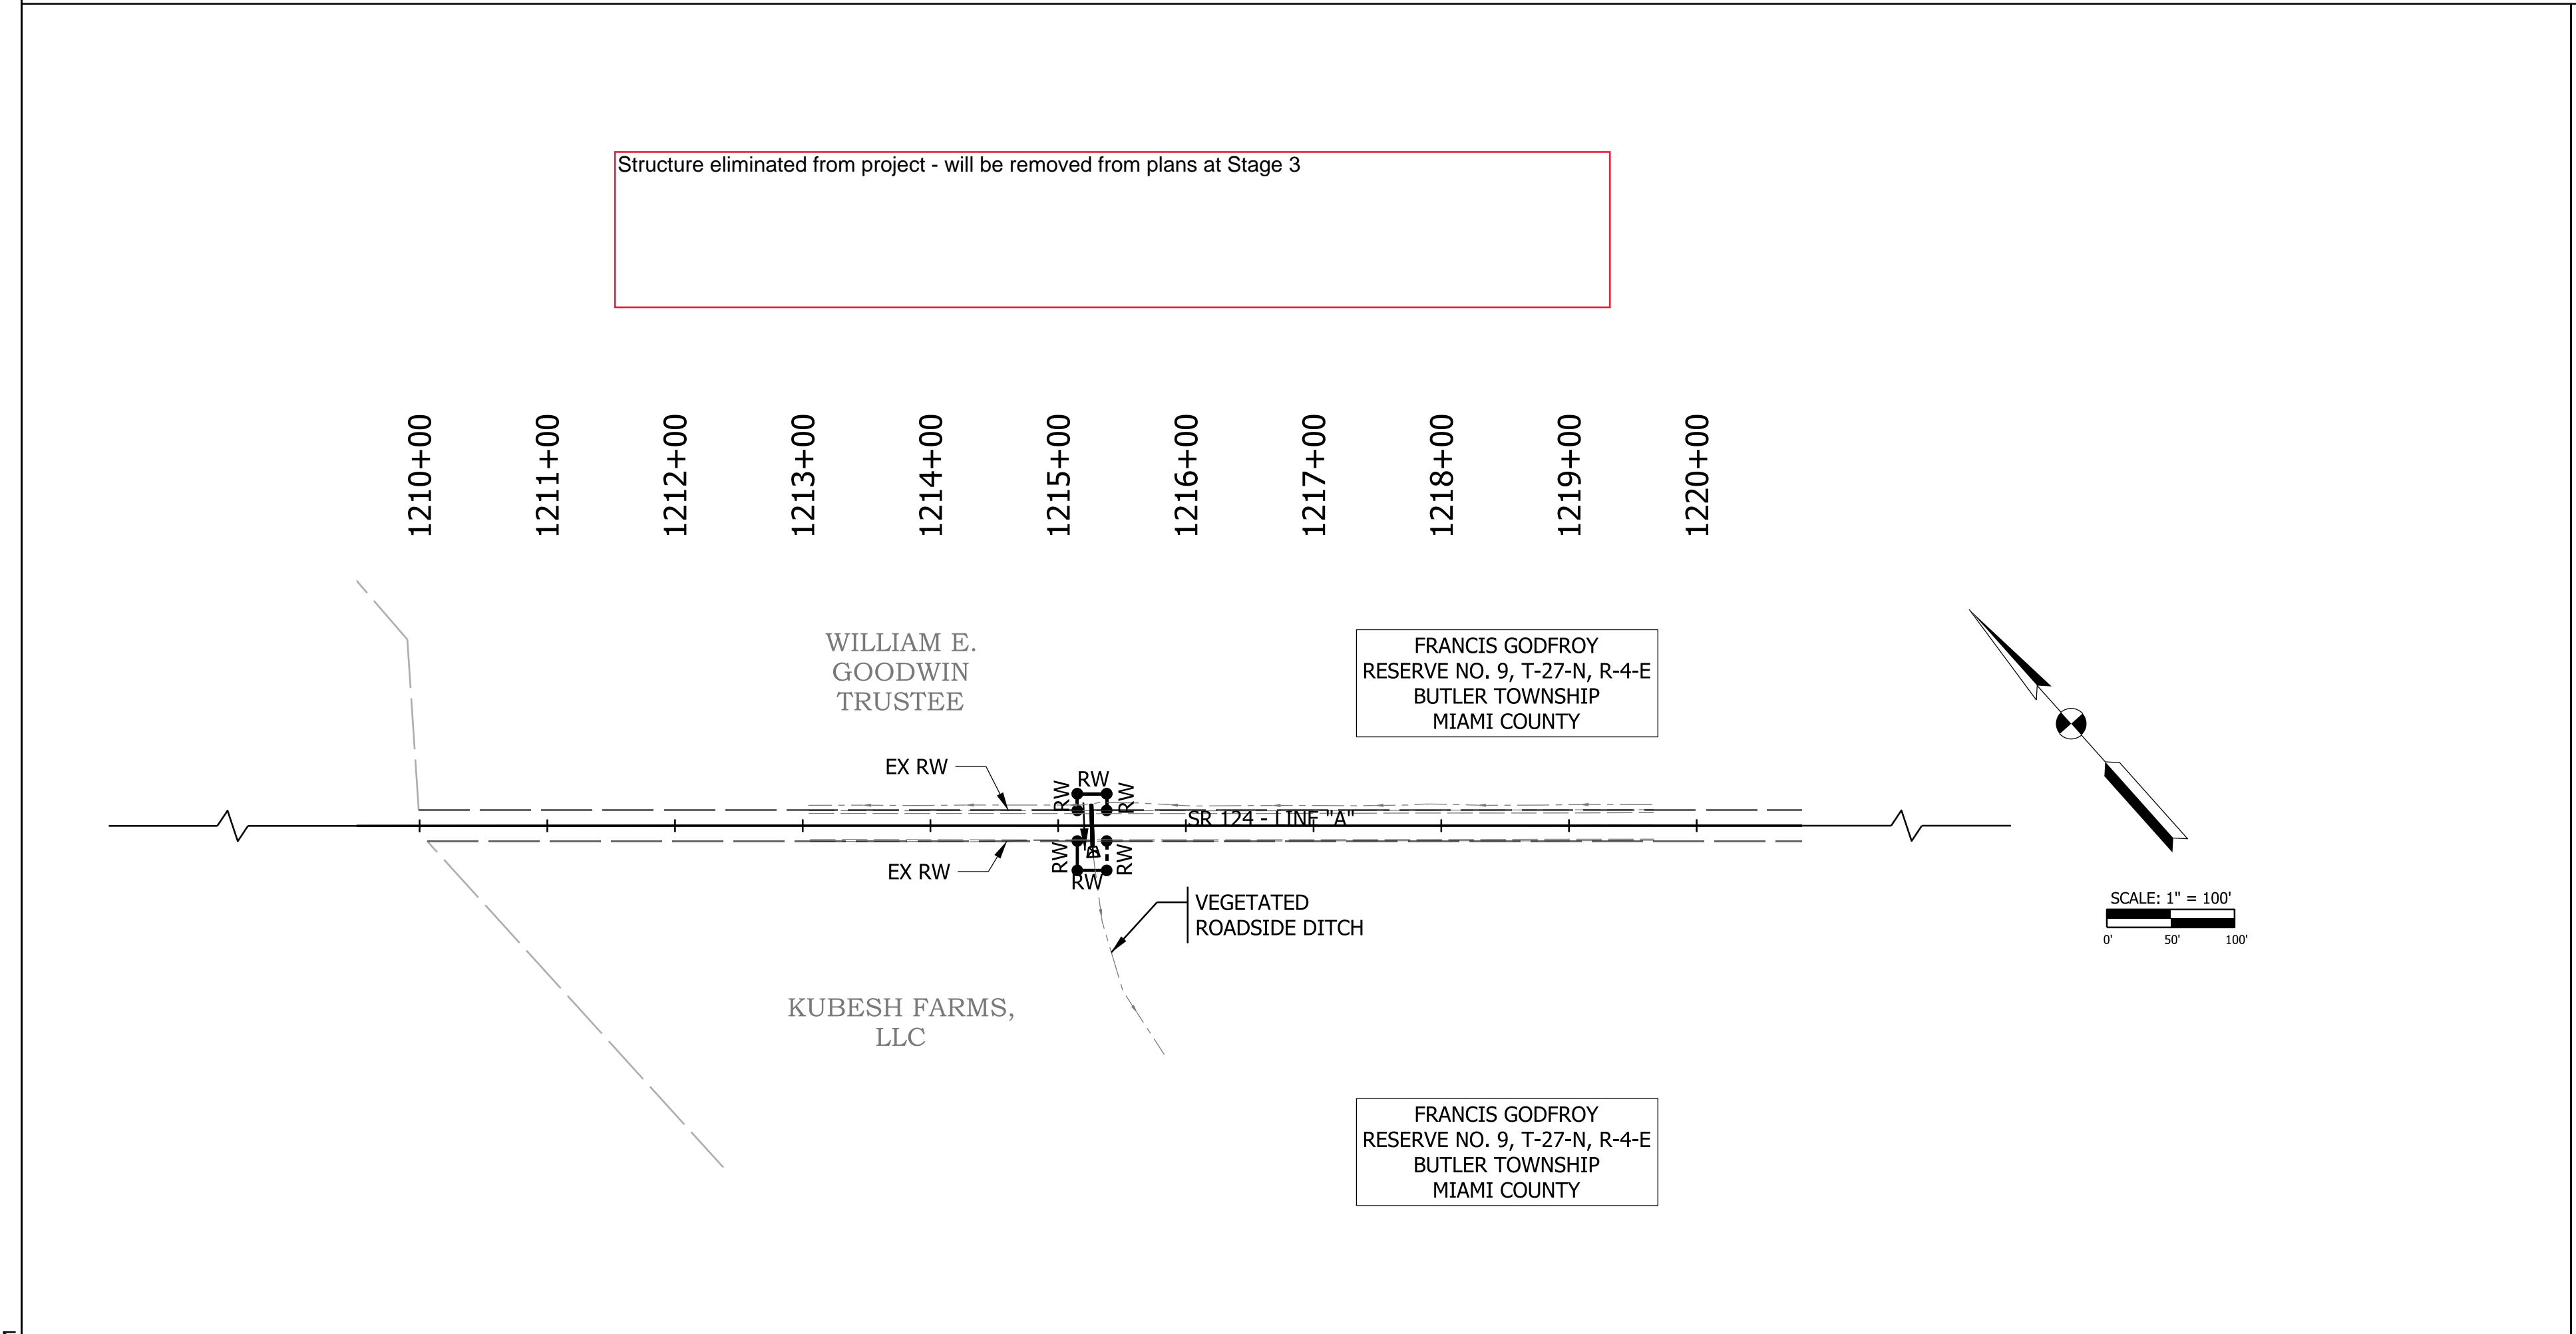 Structure eliminated from project - will be removed from plans at Stage 3
1210+00
1211+00
1212+00
1213+00
1214+00
1215+00
1216+00
1217+00
1218+00
1219+00
1220+00
WILLIAM E.
GOODWIN
TRUSTEE
FRANCIS GODFROY
RESERVE NO. 9, T-27-N, R-4-E
BUTLER TOWNSHIP
MIAMI COUNTY
EX RW
RW
RW
RW
SR 124 - LINE "A"
EX RW
RW
RW
RW
VEGETATED
ROADSIDE DITCH
SCALE: 1" = 100'
0' 50' 100'
KUBESH FARMS,
LLC
FRANCIS GODFROY
RESERVE NO. 9, T-27-N, R-4-E
BUTLER TOWNSHIP
MIAMI COUNTY